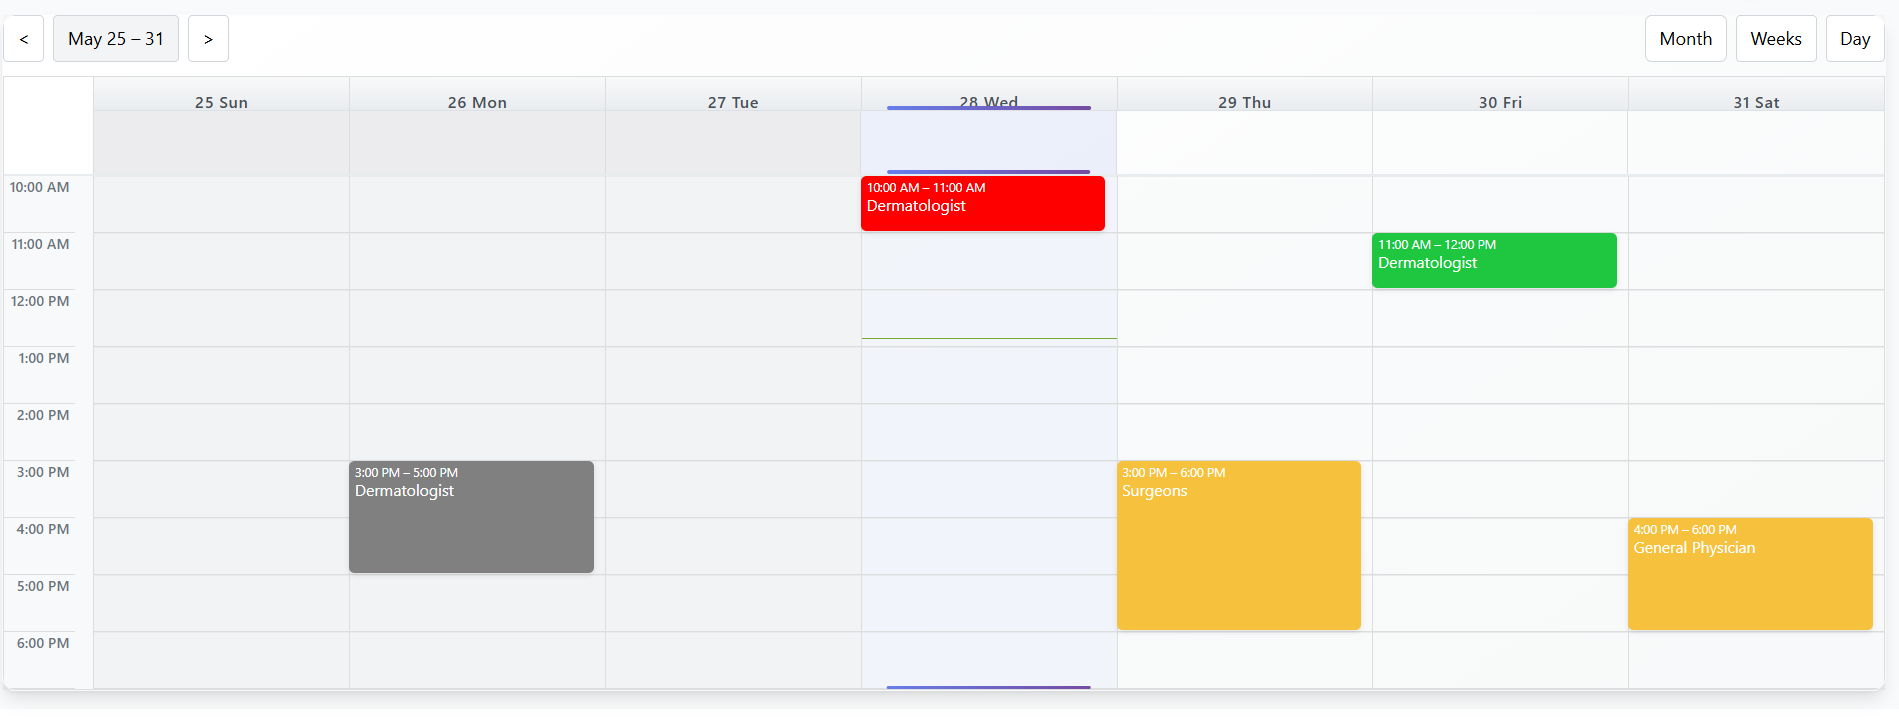 <
May 25 – 31
>
Month
Weeks
Day
25 Sun
26 Mon
27 Tue
28 Wed
29 Thu
30 Fri
31 Sat
10:00 AM
10:00 AM – 11:00 AM
Dermatologist
11:00 AM
11:00 AM – 12:00 PM
Dermatologist
12:00 PM
1:00 PM
2:00 PM
3:00 PM
3:00 PM – 5:00 PM
Dermatologist
3:00 PM – 6:00 PM
Surgeons
4:00 PM
4:00 PM – 6:00 PM
General Physician
5:00 PM
6:00 PM